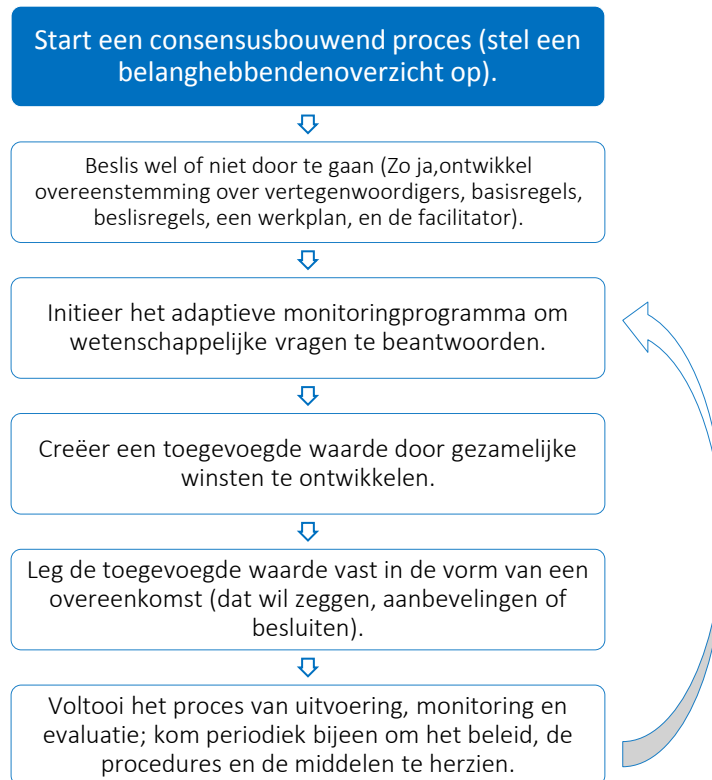 Start een consensusbouwend proces (stel een
belanghebbendenoverzicht op).
Beslis wel of niet door te gaan (Zo ja,ontwikkel
overeenstemming over vertegenwoordigers, basisregels,
beslisregels, een werkplan, en de facilitator).
Initieer het adaptieve monitoringprogramma om
wetenschappelijke vragen te beantwoorden.
Creëer een toegevoegde waarde door gezamelijke
winsten te ontwikkelen.
Leg de toegevoegde waarde vast in de vorm van een
overeenkomst (dat wil zeggen, aanbevelingen of
besluiten).
Voltooi het proces van uitvoering, monitoring en
evaluatie; kom periodiek bijeen om het beleid, de
procedures en de middelen te herzien.